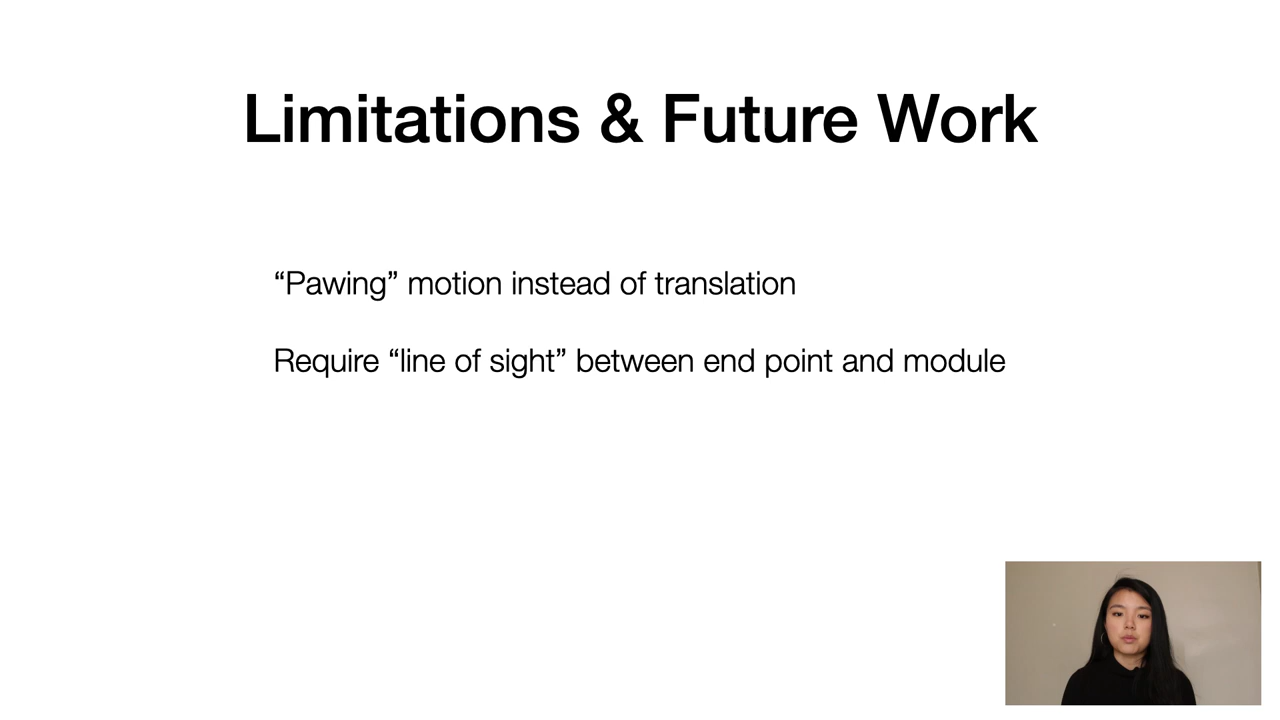 Limitations & Future Work
“Pawing” motion instead of translation
Require “line of sight” between end point and module